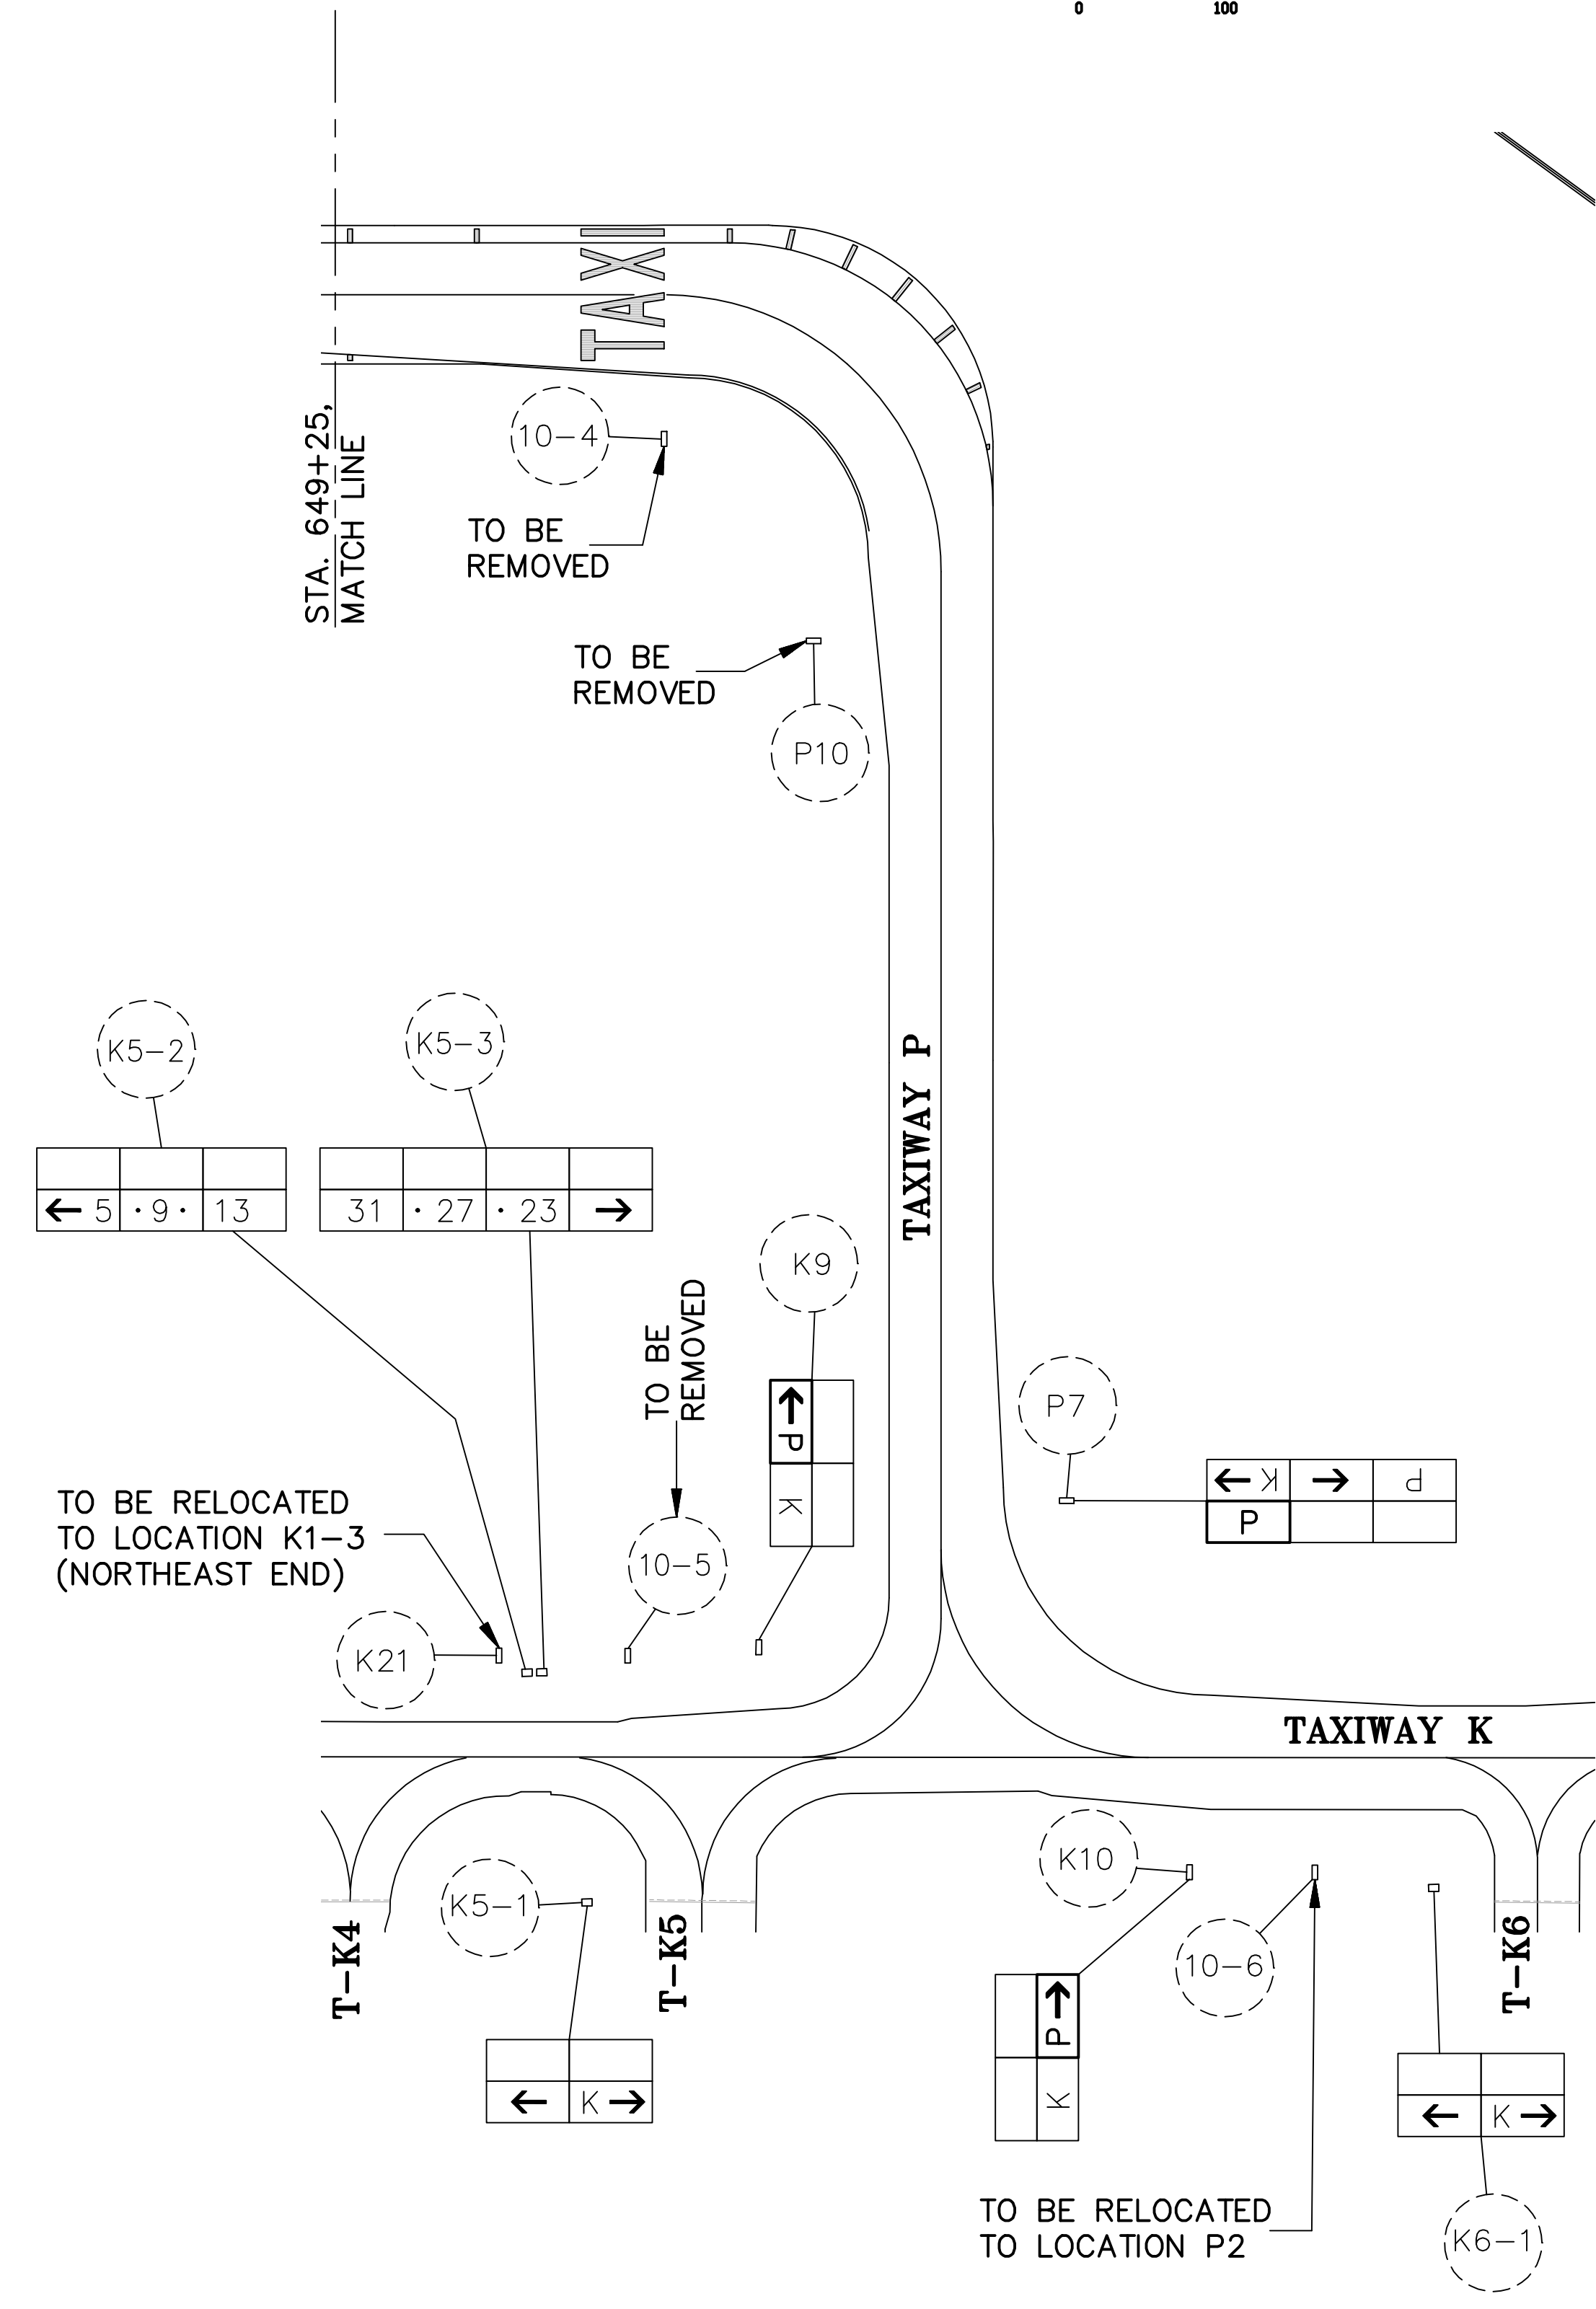 0 100
TAXI
STA. 649+25,
MATCH LINE
10-4
TO BE
REMOVED
TO BE
REMOVED
P10
TAXIWAY P
K5-2
K5-3
← 5 · 9 · 13
31 · 27 · 23 →
K9
TO BE
REMOVED
↑ P
K
P7
← K → P
P
TO BE RELOCATED
TO LOCATION K1-3
(NORTHEAST END)
10-5
K21
TAXIWAY K
K10
K5-1
10-6
T-K4
T-K5
T-K6
P →
K
← K →
← K →
TO BE RELOCATED
TO LOCATION P2
K6-1